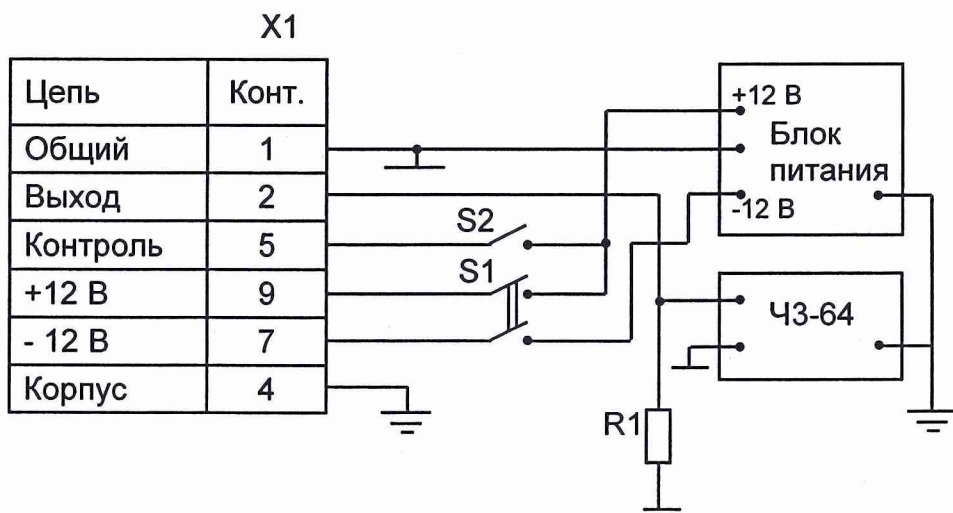 X1
Цепь Конт.
Общий 1
Выход 2
Контроль 5
+12 В 9
- 12 В 7
Корпус 4
S2
S1
+12 В
Блок
питания
-12 В
Ч3-64
R1